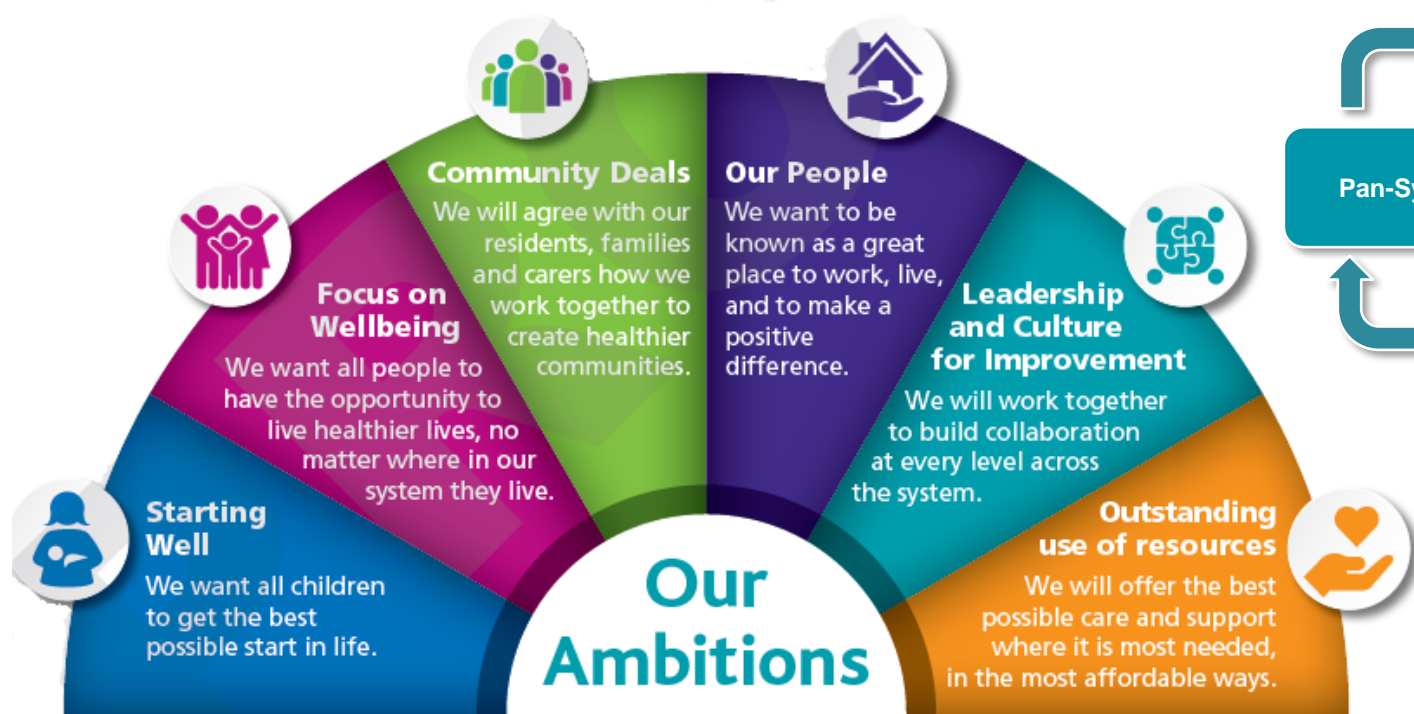 Community Deals
We will agree with our
residents, families
and carers how we
work together to
create healthier
communities.
Our People
We want to be
known as a great
place to work, live,
and to make a
positive
difference.
Focus on
Wellbeing
We want all people to
have the opportunity to
live healthier lives, no
matter where in our
system they live.
Leadership
and Culture
for Improvement
We will work together
to build collaboration
at every level across
the system.
Starting
Well
We want all children
to get the best
possible start in life.
Outstanding
use of resources
We will offer the best
possible care and support
where it is most needed,
in the most affordable ways.
Our
Ambitions
Pan-Sy